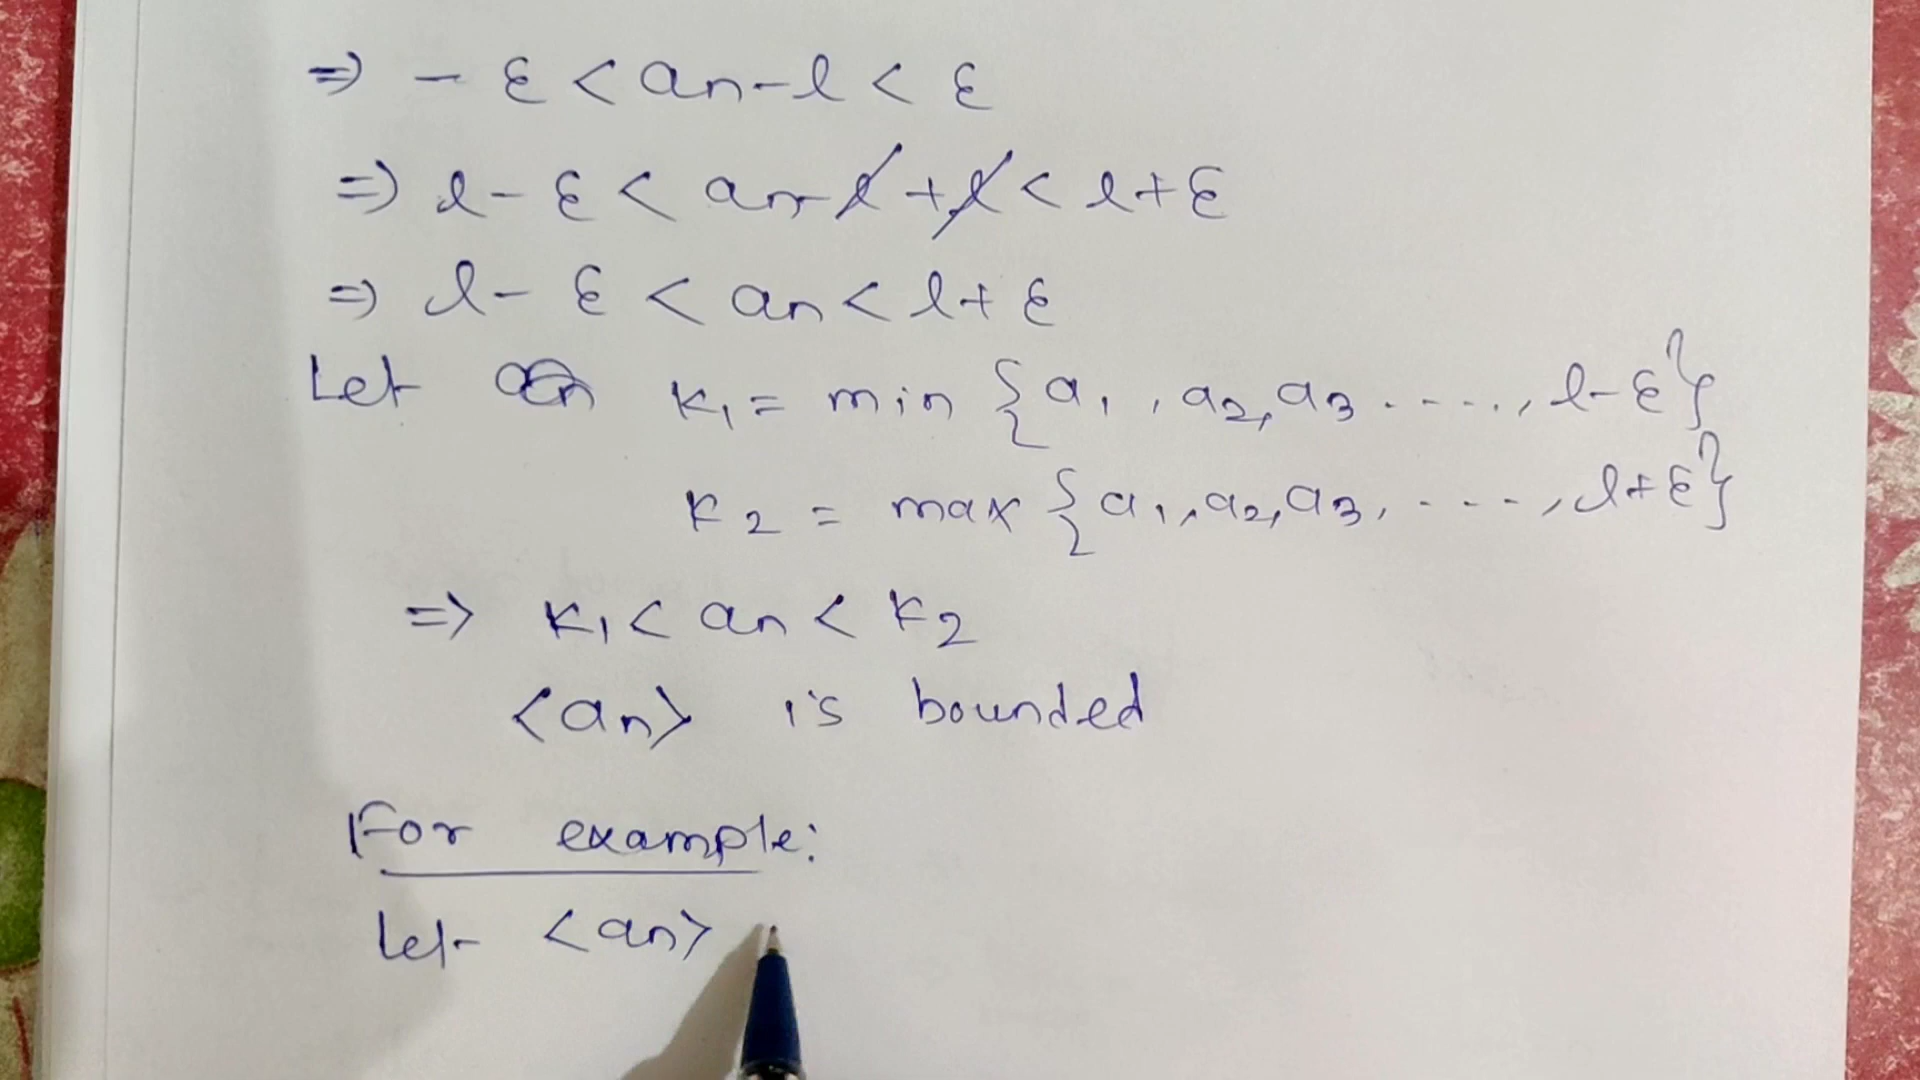 => - ε < an - l < ε
=> l - ε < an - l + l < l + ε
=> l - ε < an < l + ε
Let K1 = min {a1, a2, a3 ....., l - ε}
K2 = max {a1, a2, a3, ...., l + ε}
=> K1 < an < K2
<an> is bounded
For example:
Let <an>